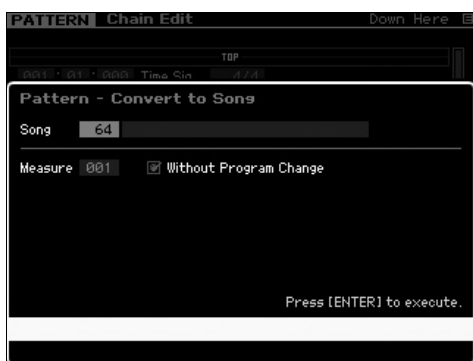 PATTERN Chain Edit Down Here
TOP
001:01:000 Time Sig 4/4
Pattern - Convert to Song
Song 64
Measure 001 Without Program Change
Press [ENTER] to execute.